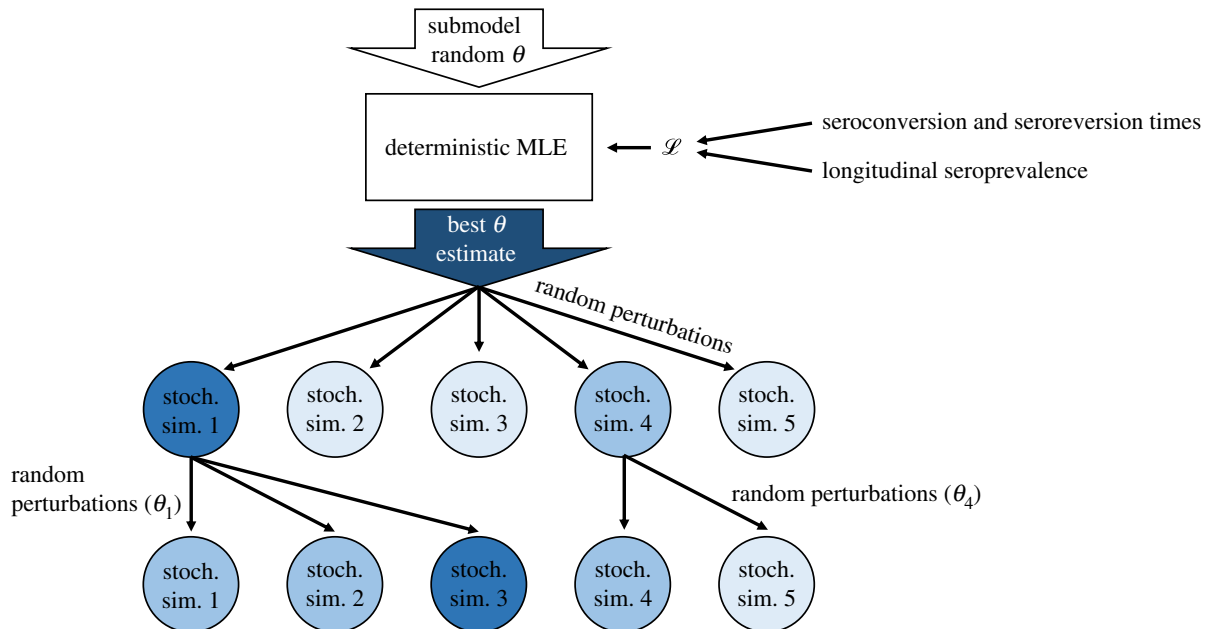 submodel
random θ
deterministic MLE
ℒ
seroconversion and seroreversion times
longitudinal seroprevalence
best θ
estimate
random perturbations
stoch.
sim. 1
stoch.
sim. 2
stoch.
sim. 3
stoch.
sim. 4
stoch.
sim. 5
random
perturbations (θ₁)
random perturbations (θ₄)
stoch.
sim. 1
stoch.
sim. 2
stoch.
sim. 3
stoch.
sim. 4
stoch.
sim. 5